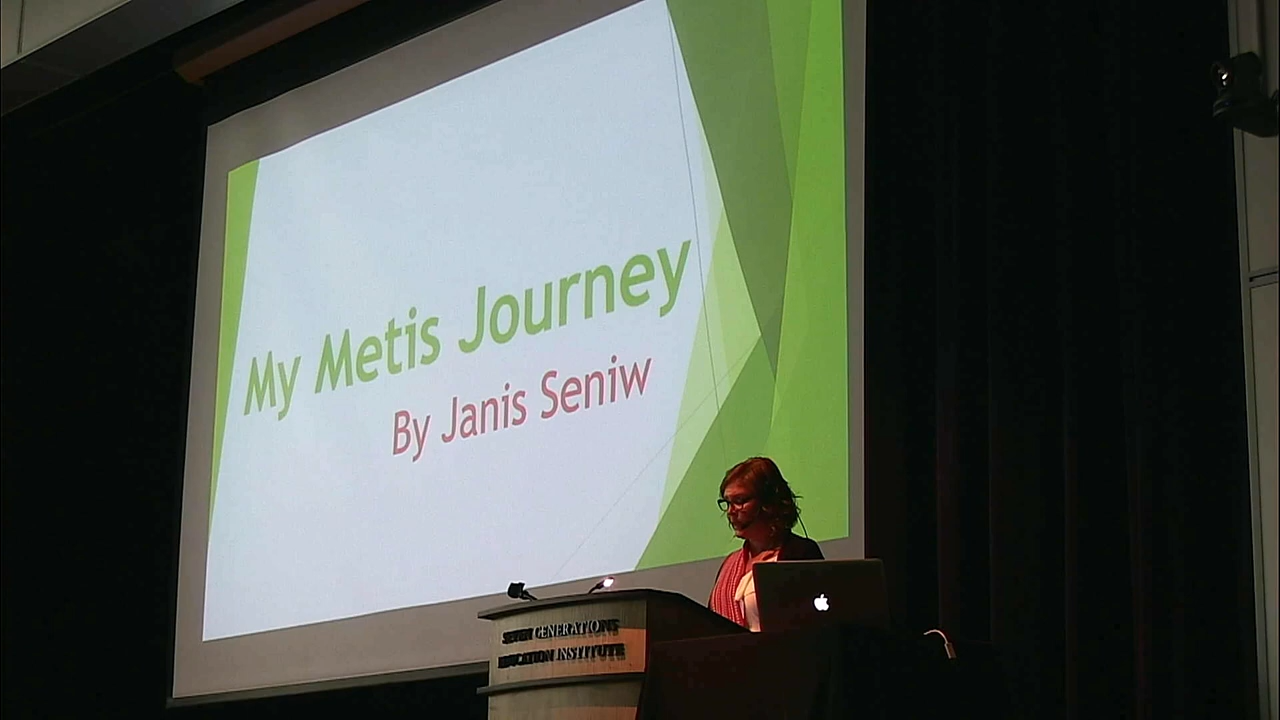 My Metis Journey
By Janis Seniw
SEVEN GENERATIONS
EDUCATION INSTITUTE